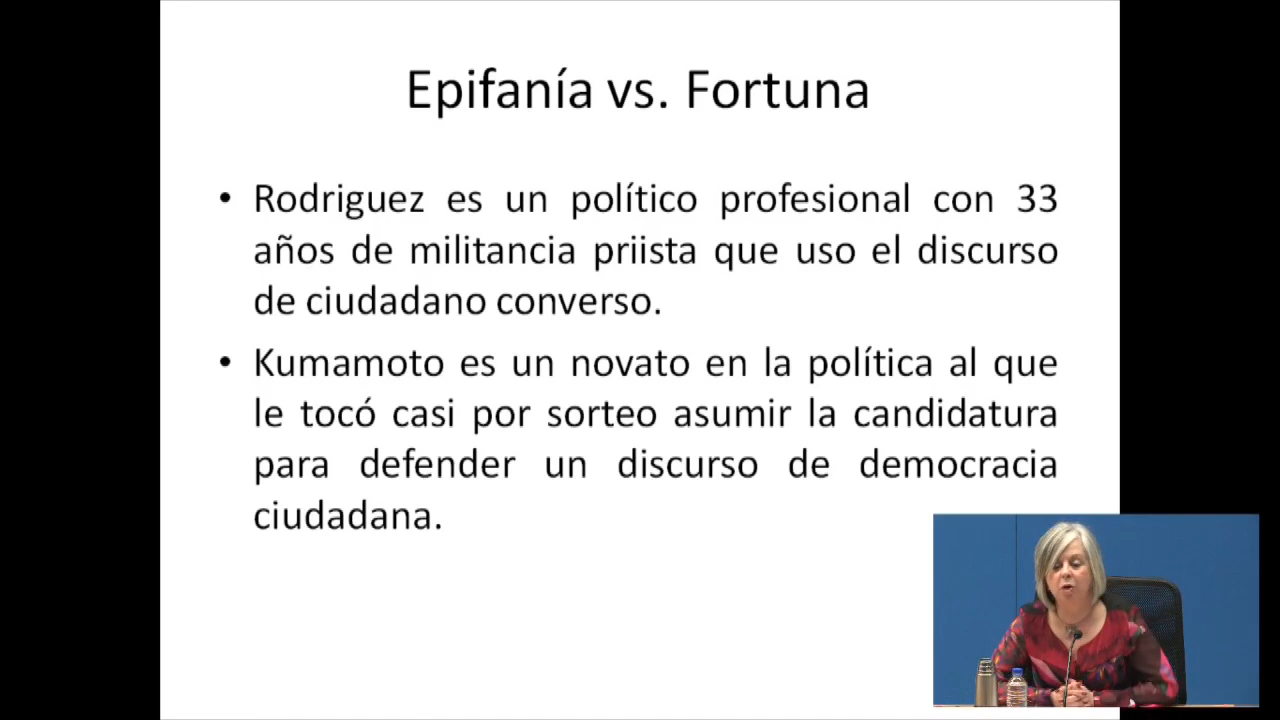 Epifanía vs. Fortuna
• Rodriguez es un político profesional con 33
años de militancia priista que uso el discurso
de ciudadano converso.
• Kumamoto es un novato en la política al que
le tocó casi por sorteo asumir la candidatura
para defender un discurso de democracia
ciudadana.